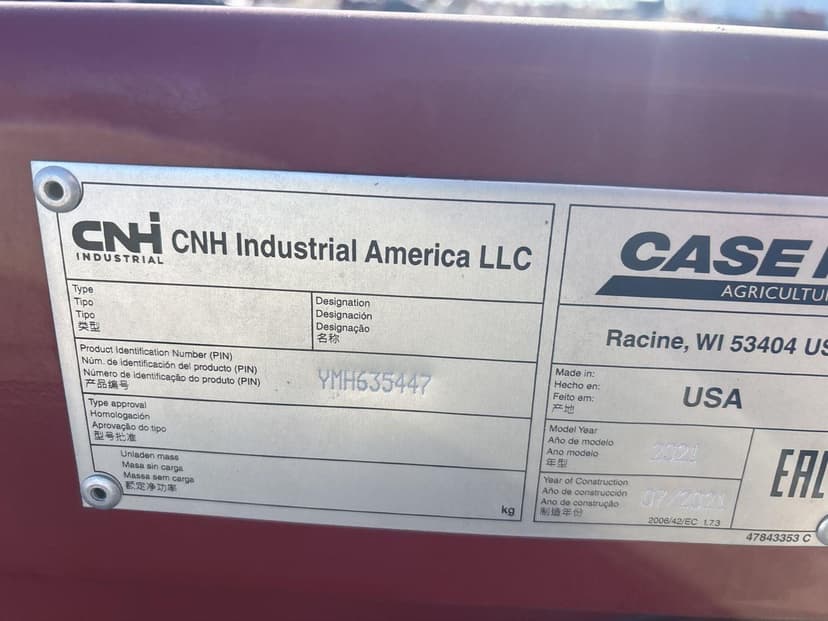 CNH
INDUSTRIAL
CNH Industrial America LLC
Type
Tipo
Tipo
类型
Designation
Designación
Designação
名称
Product Identification Number (PIN)
Núm. de identificación del producto (PIN)
Número de identificação do produto (PIN)
产品编号
YMH635447
Type approval
Homologación
Aprovação do tipo
型号批准
Unladen mass
Masa sin carga
Massa sem carga
额定净功率
kg
CASE
AGRICULTU
Racine, WI 53404 US
Made in:
Hecho en:
Feito em:
产地
USA
Model Year
Año de modelo
Ano modelo
年型
2021
Year of Construction
Año de construcción
Ano de construção
制造年份
07/2021
2006/42/EC 1.73
EAC
47843353 C